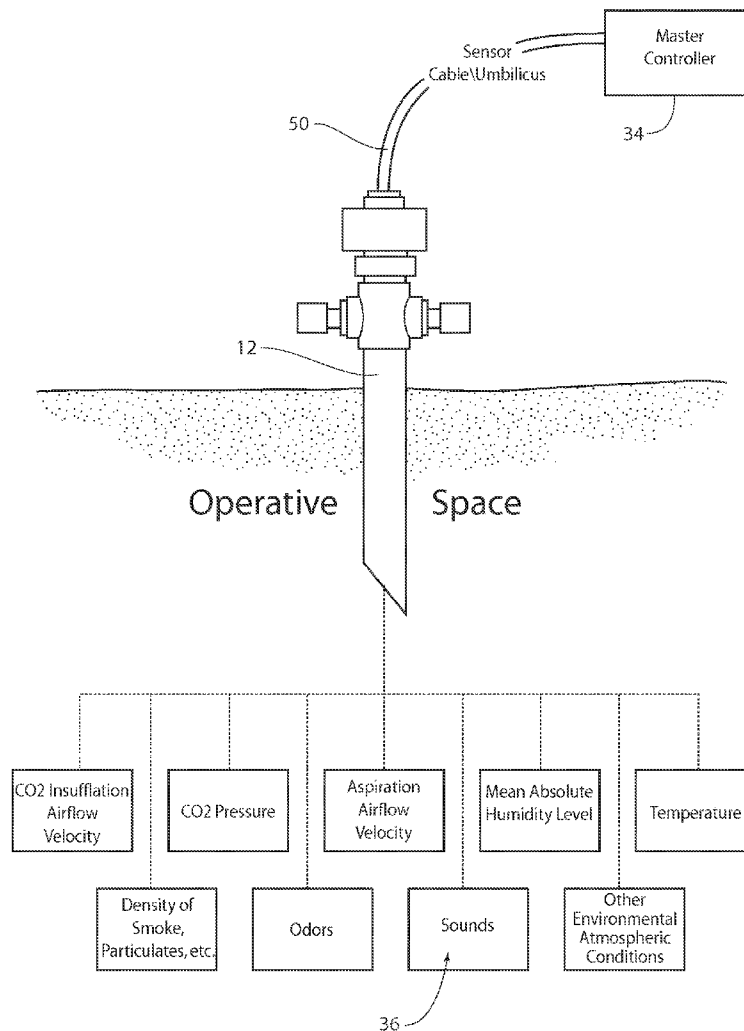 Master
Controller
Sensor
Cable\Umbilicus
50
34
12
Operative Space
CO2 Insufflation
Airflow
Velocity
CO2 Pressure
Aspiration
Airflow
Velocity
Mean Absolute
Humidity Level
Temperature
Density of
Smoke,
Particulates, etc.
Odors
Sounds
Other
Environmental
Atmospheric
Conditions
36